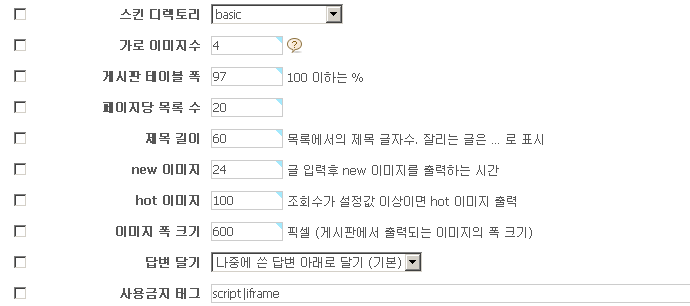 스킨 디렉토리 basic
가로 이미지수 4
게시판 테이블 폭 97 100 이하는 %
페이지당 목록 수 20
제목 길이 60 목록에서의 제목 글자수. 잘리는 글은 ... 로 표시
new 이미지 24 글 입력후 new 이미지를 출력하는 시간
hot 이미지 100 조회수가 설정값 이상이면 hot 이미지 출력
이미지 폭 크기 600 픽셀 (게시판에서 출력되는 이미지의 폭 크기)
답변 달기 나중에 쓴 답변 아래로 달기 (기본)
사용금지 태그 script|iframe